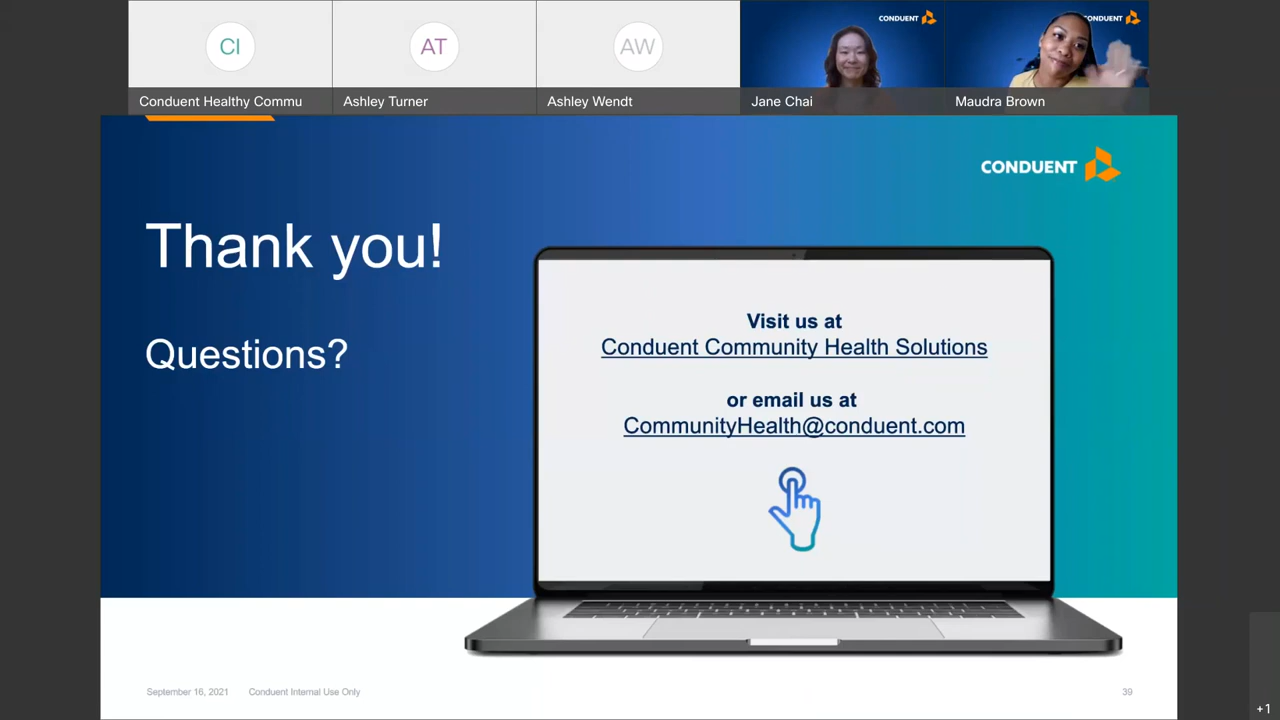 CI
AT
AW
CONDUENT
CONDUENT
Conduent Healthy Commu
Ashley Turner
Ashley Wendt
Jane Chai
Maudra Brown
CONDUENT
Thank you!
Questions?
Visit us at
Conduent Community Health Solutions
or email us at
CommunityHealth@conduent.com
September 16, 2021 Conduent Internal Use Only
39
+1